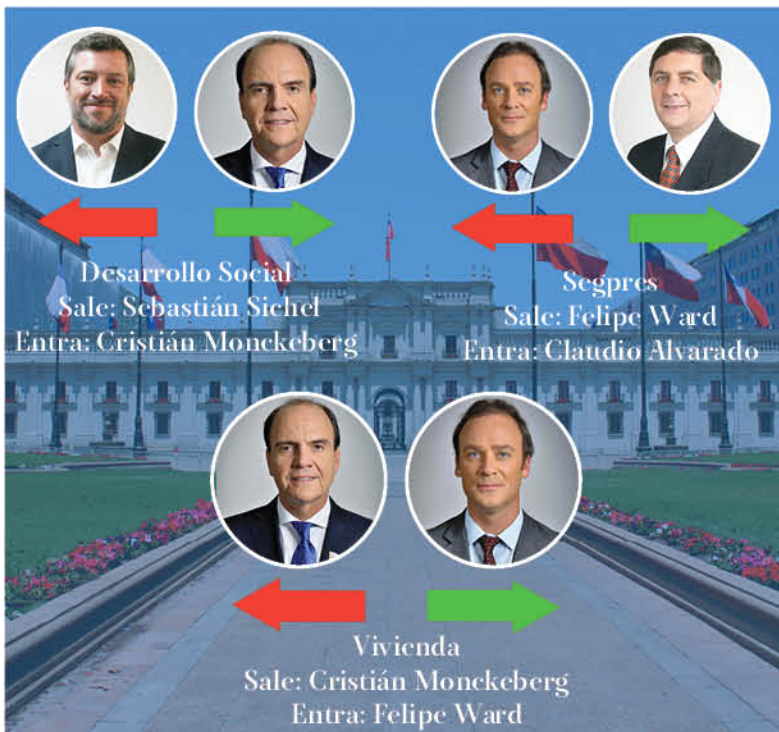 Desarrollo Social
Sale: Sebastián Sichel
Entra: Cristián Monckeberg
Segpres
Sale: Felipe Ward
Entra: Claudio Alvarado
Vivienda
Sale: Cristián Monckeberg
Entra: Felipe Ward